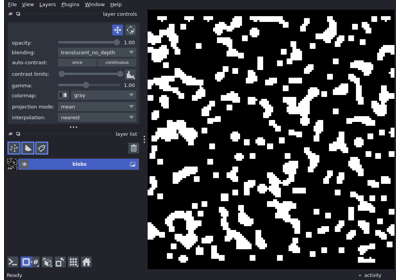 File View Layers Plugins Window Help
layer controls
opacity: 1.00
blending: translucent_no_depth
auto-contrast: once continuous
contrast limits:
gamma: 1.00
colormap: gray
projection mode: mean
interpolation: nearest
layer list
blobs
Ready activity